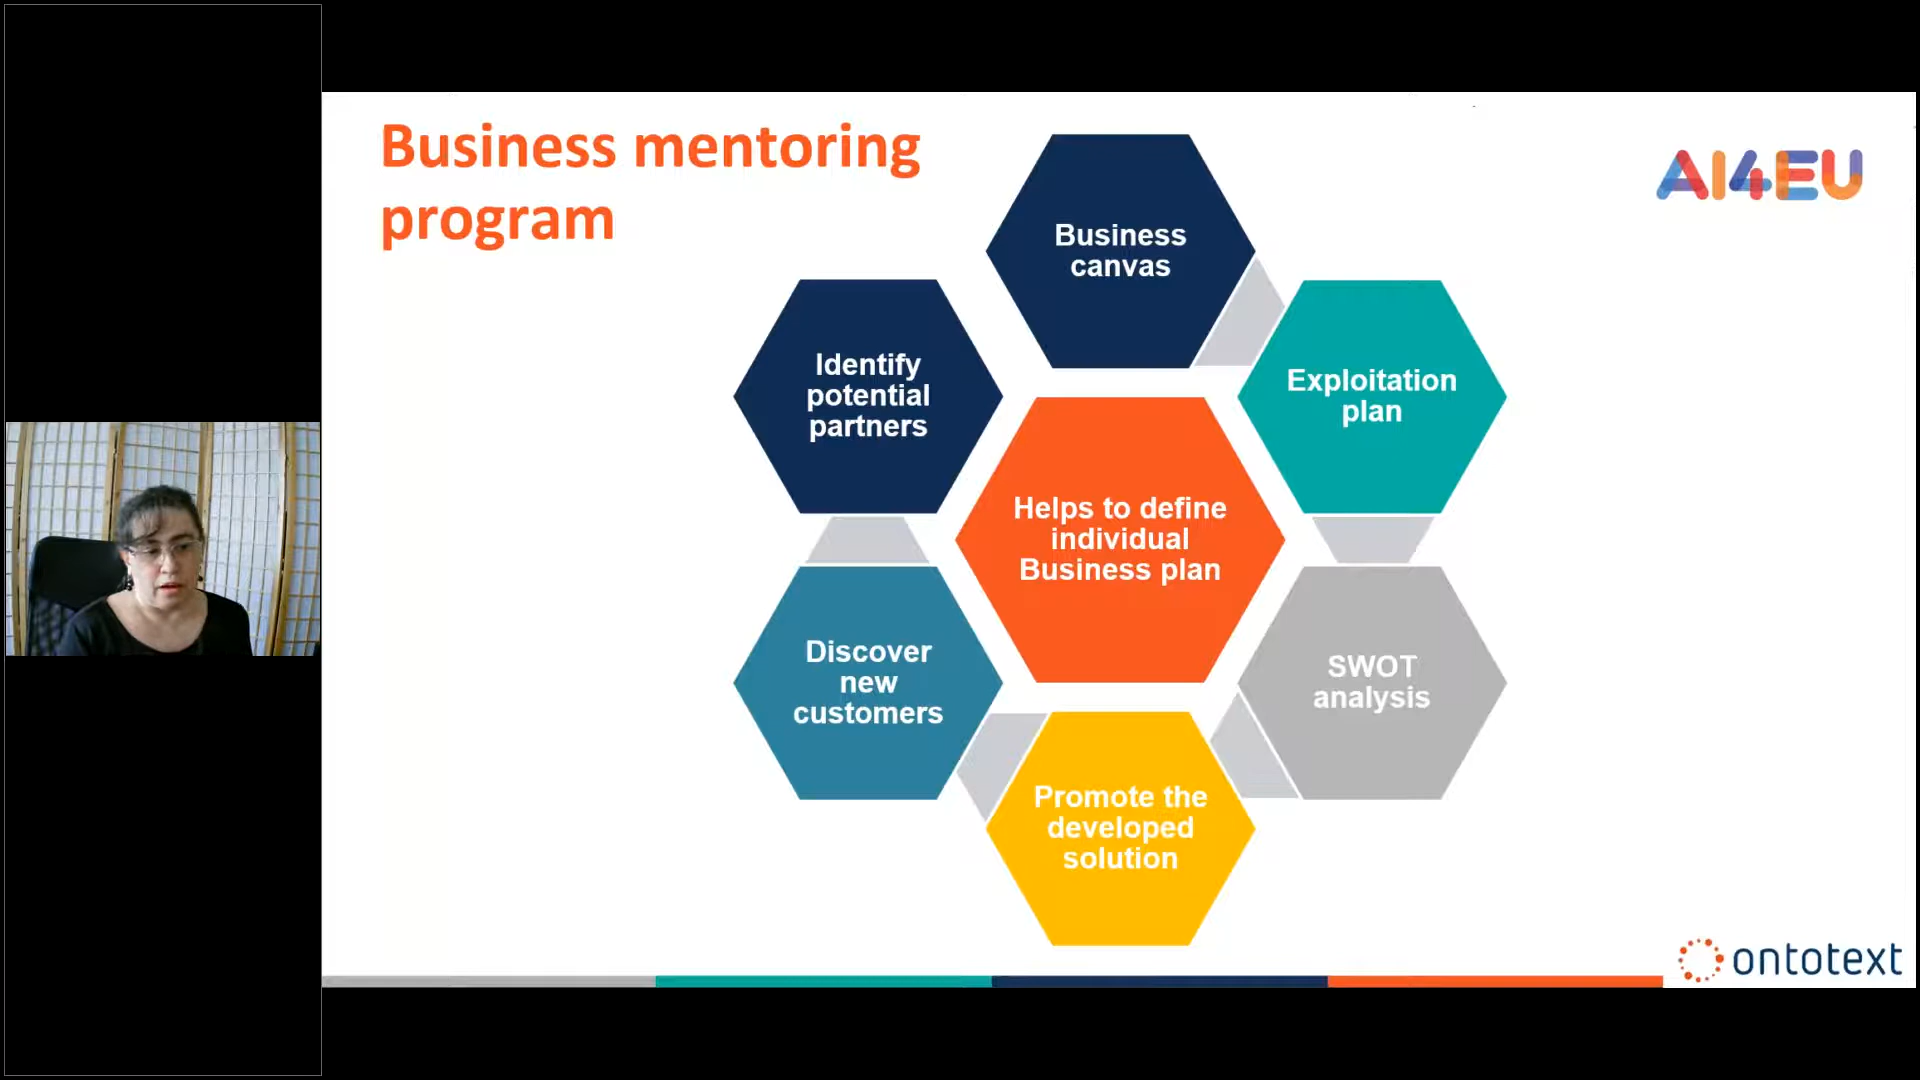 Business mentoring
program
AI4EU
Business
canvas
Identify
potential
partners
Exploitation
plan
Helps to define
individual
Business plan
Discover
new
customers
SWOT
analysis
Promote the
developed
solution
ontotext